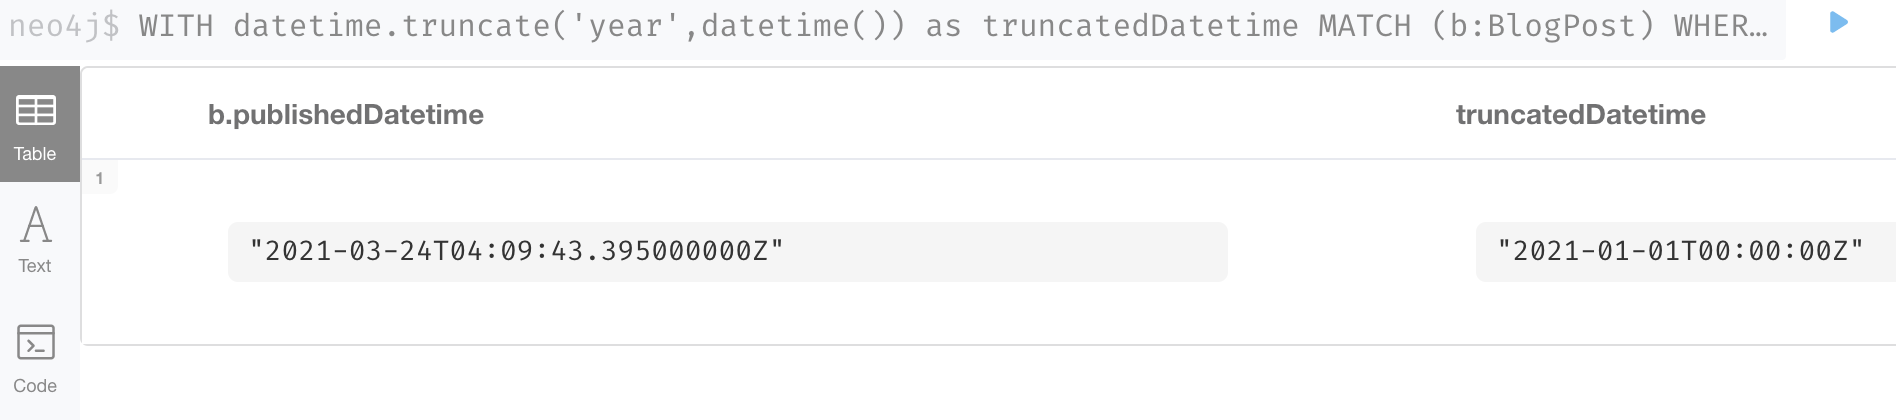 neo4j$ WITH datetime.truncate('year',datetime()) as truncatedDatetime MATCH (b:BlogPost) WHER…
b.publishedDatetime truncatedDatetime
Table
1
"2021-03-24T04:09:43.395000000Z" "2021-01-01T00:00:00Z"
Text
Code